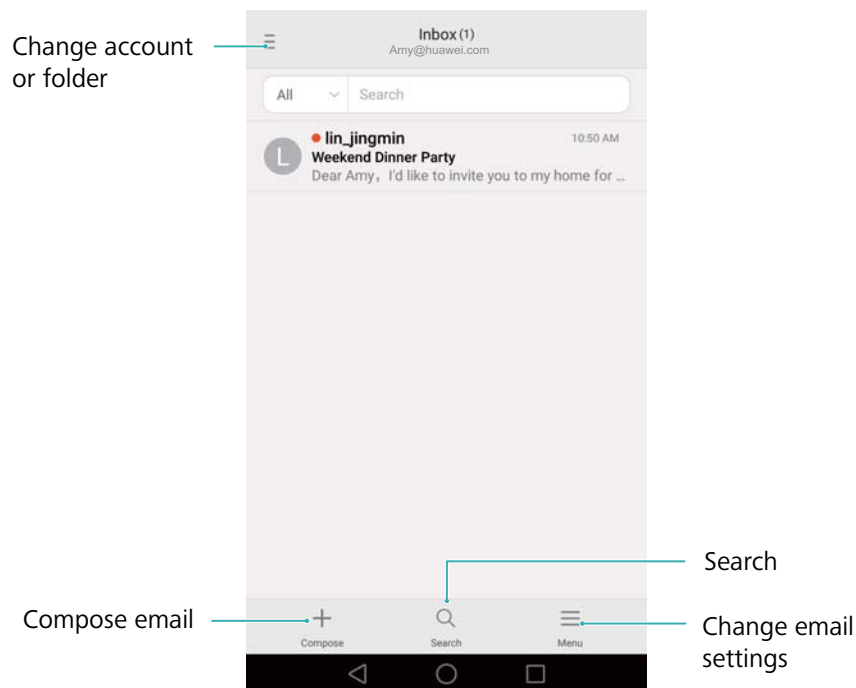 Change account
or folder
Inbox (1)
Amy@huawei.com
All
Search
L
lin_jingmin
10:50 AM
Weekend Dinner Party
Dear Amy，I'd like to invite you to my home for ...
Search
Compose email
Compose
Search
Menu
Change email
settings